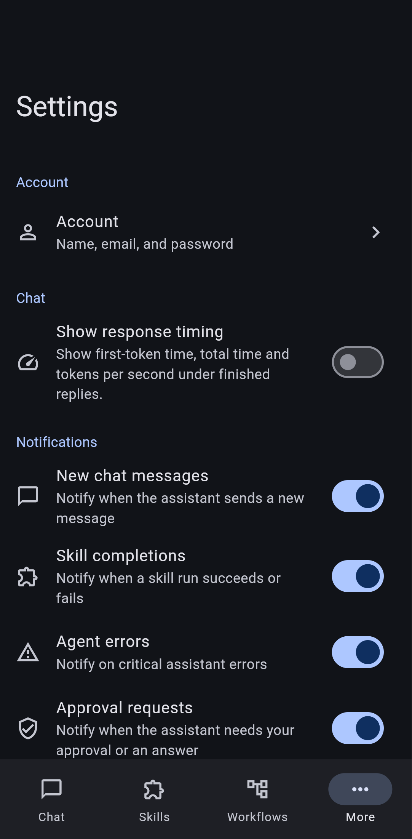 Settings
Account
Account
Name, email, and password
Chat
Show response timing
Show first-token time, total time and
tokens per second under finished
replies.
Notifications
New chat messages
Notify when the assistant sends a new
message
Skill completions
Notify when a skill run succeeds or
fails
Agent errors
Notify on critical assistant errors
Approval requests
Notify when the assistant needs your
approval or an answer
Chat
Skills
Workflows
More